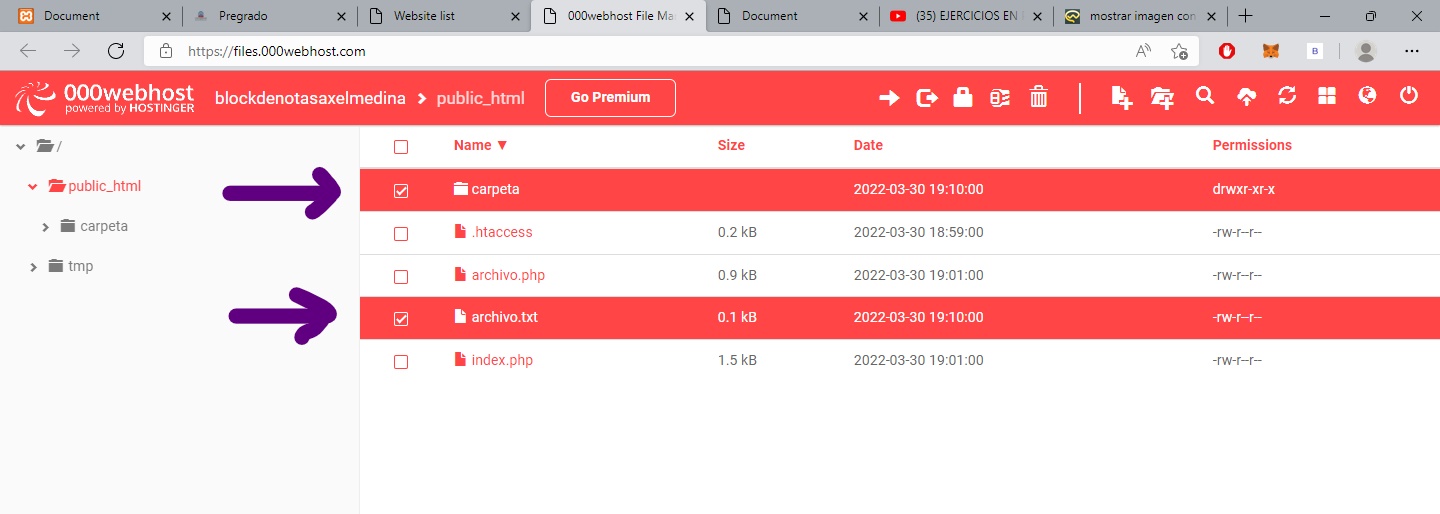 Document
Pregrado
Website list
000webhost File Ma
Document
(35) EJERCICIOS EN
mostrar imagen con
https://files.000webhost.com
000webhost
powered by HOSTINGER
blockdenotasaxelmedina > public_html
Go Premium
/
public_html
carpeta
tmp
Name ▼ Size Date Permissions
carpeta 2022-03-30 19:10:00 drwxr-xr-x
.htaccess 0.2 kB 2022-03-30 18:59:00 -rw-r--r--
archivo.php 0.9 kB 2022-03-30 19:01:00 -rw-r--r--
archivo.txt 0.1 kB 2022-03-30 19:10:00 -rw-r--r--
index.php 1.5 kB 2022-03-30 19:01:00 -rw-r--r--